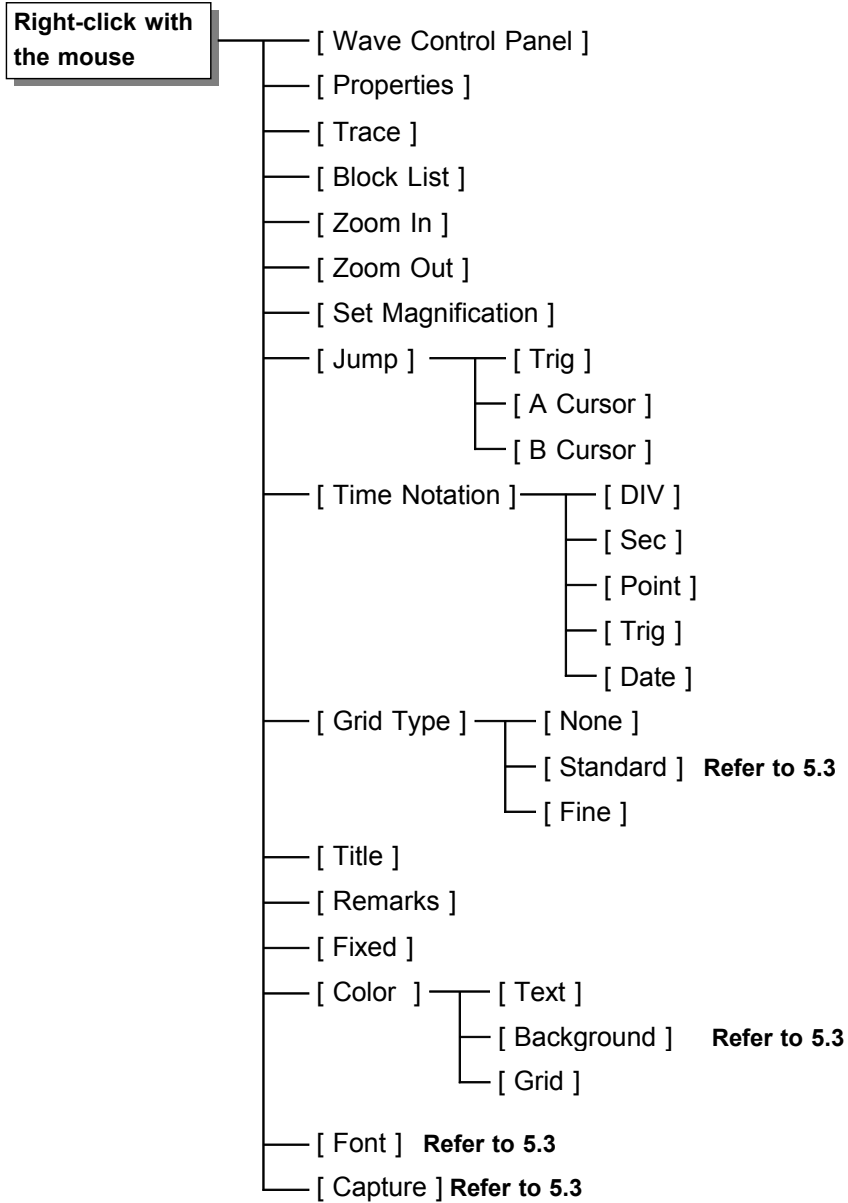 Right-click with
the mouse
[ Wave Control Panel ]
[ Properties ]
[ Trace ]
[ Block List ]
[ Zoom In ]
[ Zoom Out ]
[ Set Magnification ]
[ Jump ] [ Trig ]
[ A Cursor ]
[ B Cursor ]
[ Time Notation ] [ DIV ]
[ Sec ]
[ Point ]
[ Trig ]
[ Date ]
[ Grid Type ] [ None ]
[ Standard ] Refer to 5.3
[ Fine ]
[ Title ]
[ Remarks ]
[ Fixed ]
[ Color ] [ Text ]
[ Background ] Refer to 5.3
[ Grid ]
[ Font ] Refer to 5.3
[ Capture ] Refer to 5.3